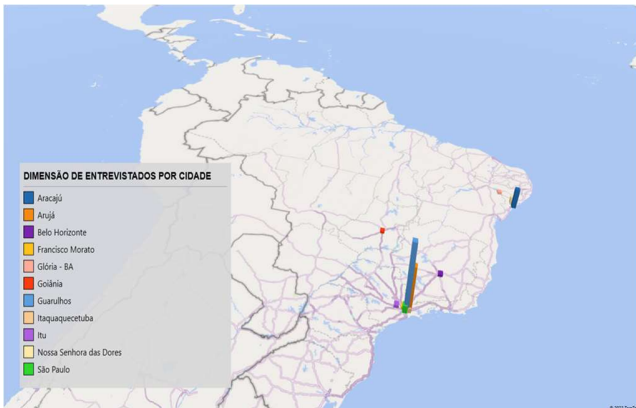 DIMENSÃO DE ENTREVISTADOS POR CIDADE
Aracajú
Arujá
Belo Horizonte
Francisco Morato
Glória - BA
Goiânia
Guarulhos
Itaquaquecetuba
Itu
Nossa Senhora das Dores
São Paulo